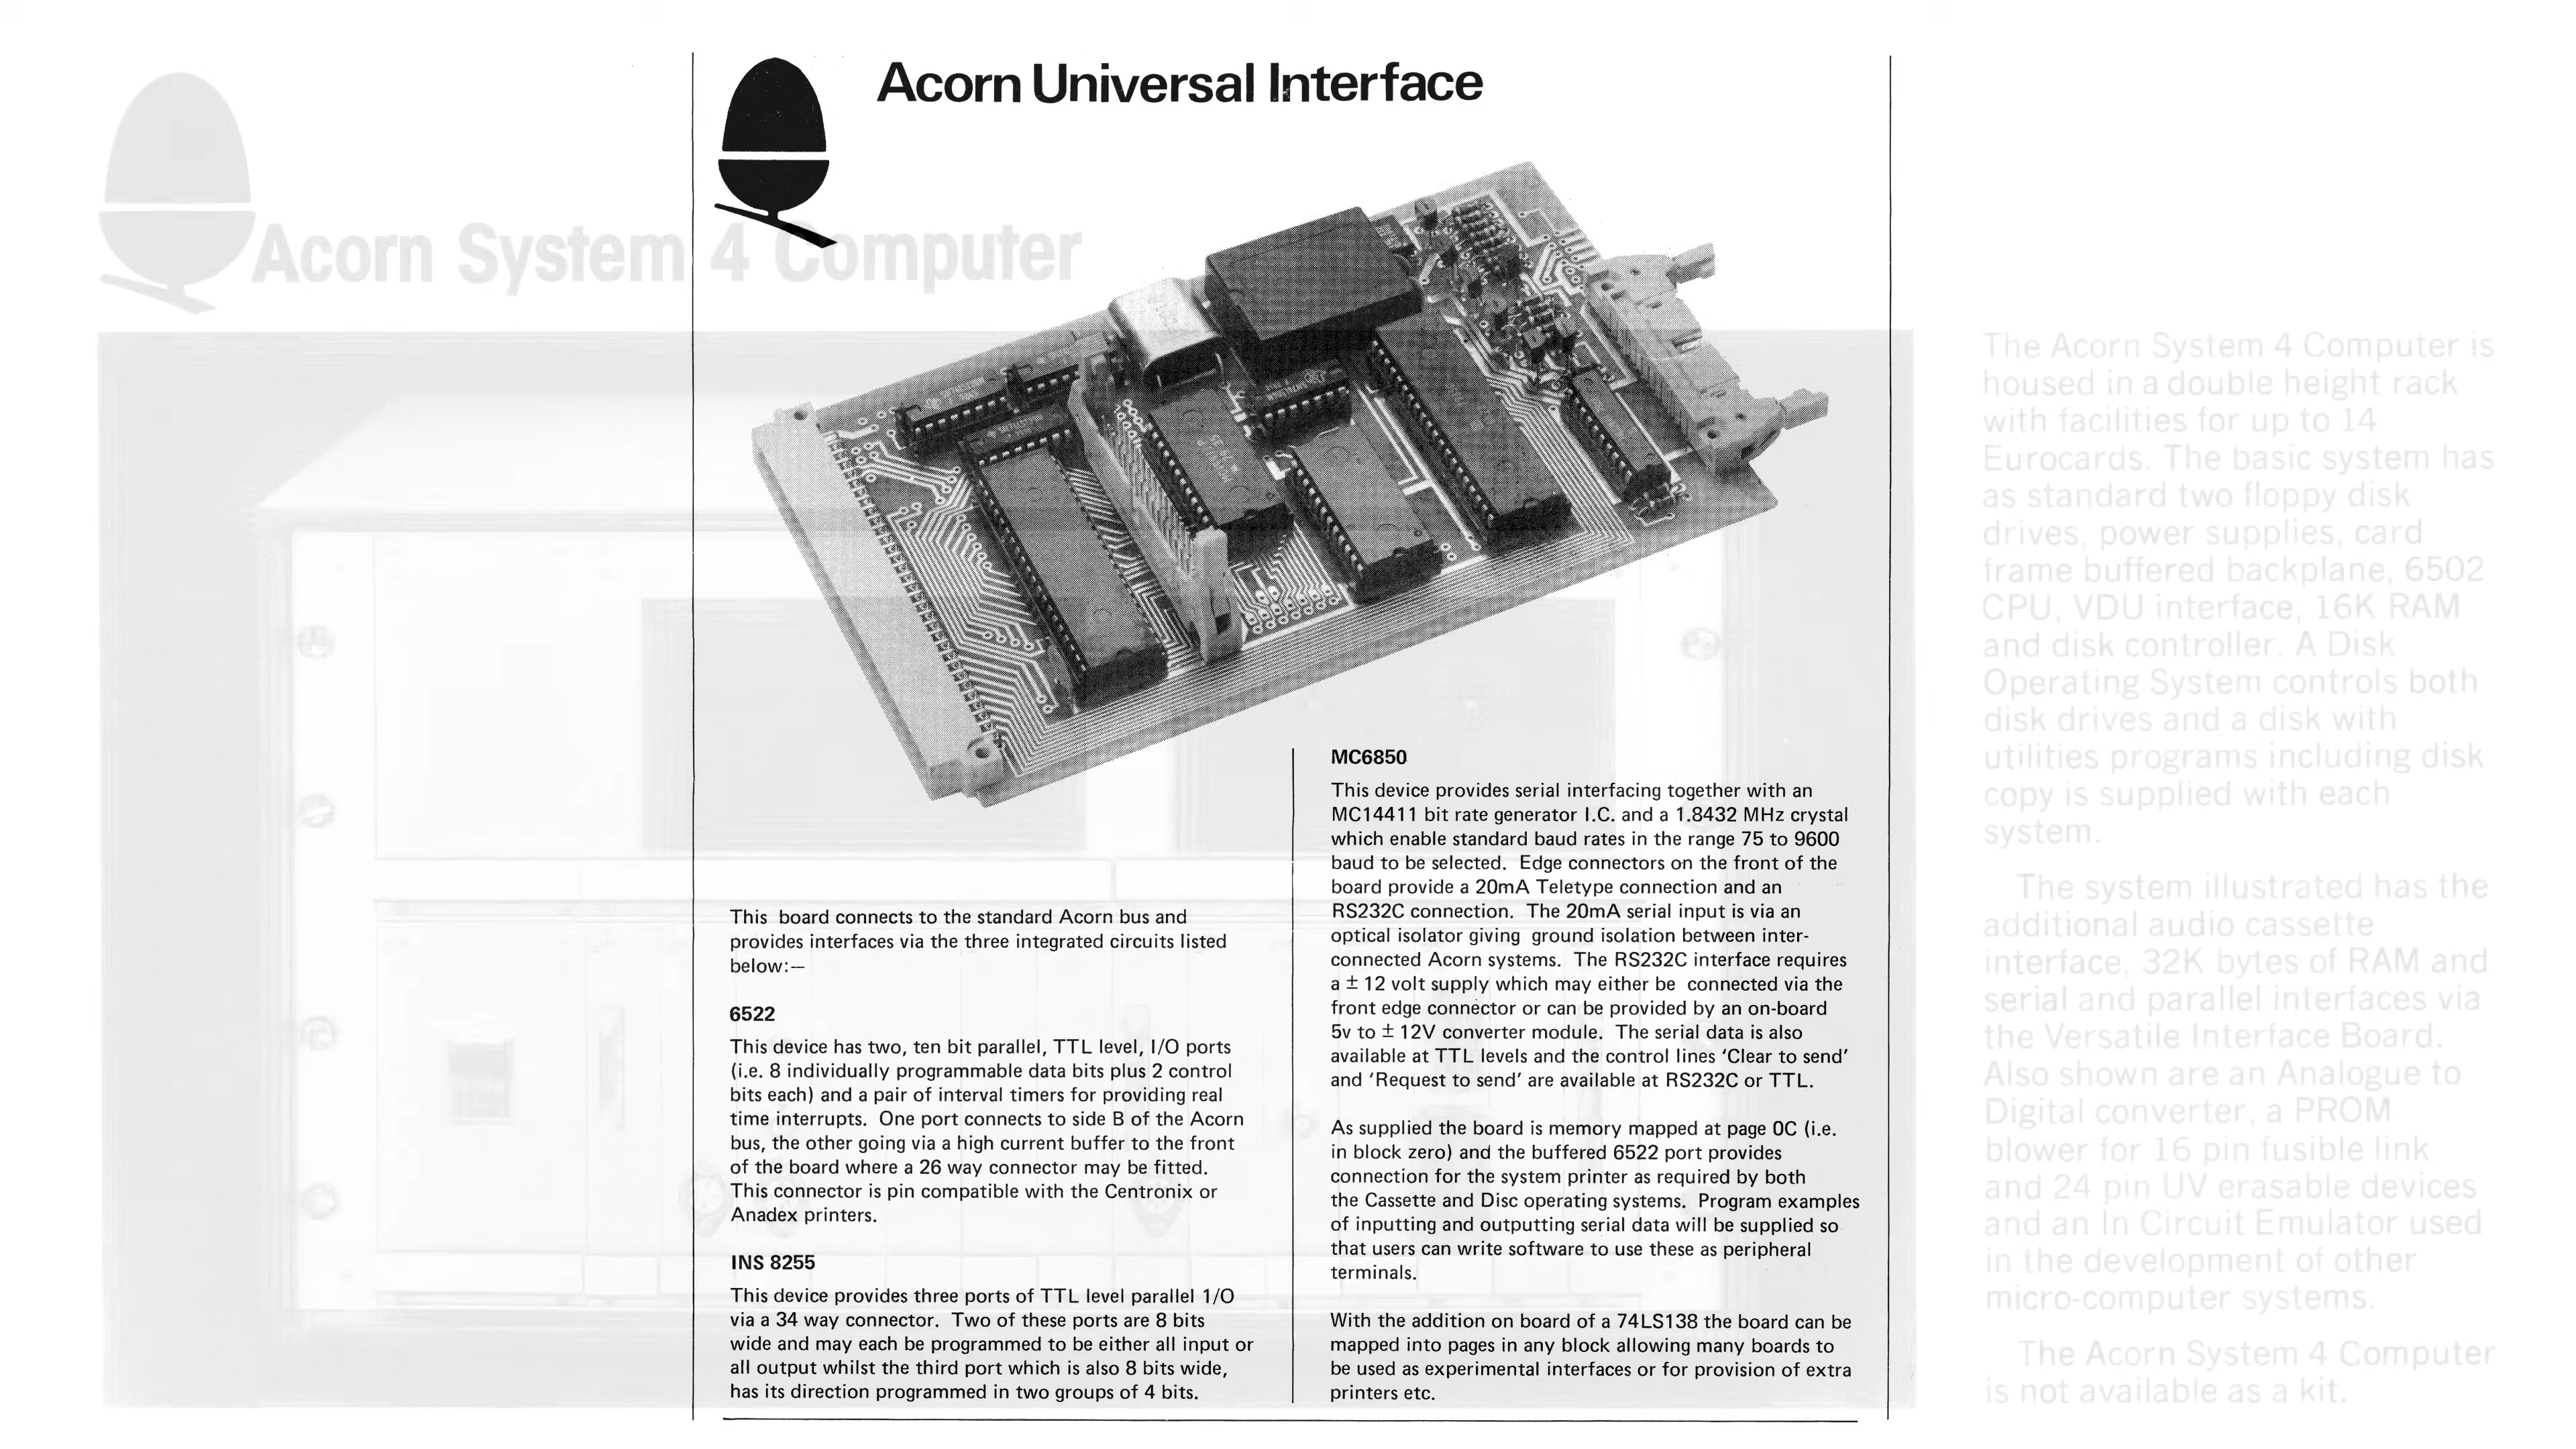 Acorn Universal Interface
This board connects to the standard Acorn bus and
provides interfaces via the three integrated circuits listed
below:—
6522
This device has two, ten bit parallel, TTL level, I/O ports
(i.e. 8 individually programmable data bits plus 2 control
bits each) and a pair of interval timers for providing real
time interrupts. One port connects to side B of the Acorn
bus, the other going via a high current buffer to the front
of the board where a 26 way connector may be fitted.
This connector is pin compatible with the Centronix or
Anadex printers.
INS 8255
This device provides three ports of TTL level parallel 1/O
via a 34 way connector. Two of these ports are 8 bits
wide and may each be programmed to be either all input or
all output whilst the third port which is also 8 bits wide,
has its direction programmed in two groups of 4 bits.
MC6850
This device provides serial interfacing together with an
MC14411 bit rate generator I.C. and a 1.8432 MHz crystal
which enable standard baud rates in the range 75 to 9600
baud to be selected. Edge connectors on the front of the
board provide a 20mA Teletype connection and an
RS232C connection. The 20mA serial input is via an
optical isolator giving ground isolation between inter-
connected Acorn systems. The RS232C interface requires
a ± 12 volt supply which may either be connected via the
front edge connector or can be provided by an on-board
5v to ± 12V converter module. The serial data is also
available at TTL levels and the control lines ‘Clear to send’
and ‘Request to send’ are available at RS232C or TTL.
As supplied the board is memory mapped at page 0C (i.e.
in block zero) and the buffered 6522 port provides
connection for the system printer as required by both
the Cassette and Disc operating systems. Program examples
of inputting and outputting serial data will be supplied so
that users can write software to use these as peripheral
terminals.
With the addition on board of a 74LS138 the board can be
mapped into pages in any block allowing many boards to
be used as experimental interfaces or for provision of extra
printers etc.
Acorn System 4 Computer
The Acorn System 4 Computer is
housed in a double height rack
with facilities for up to 14
Eurocards. The basic system has
as standard two floppy disk
drives, power supplies, card
frame buffered backplane, 6502
CPU, VDU interface, 16K RAM
and disk controller. A Disk
Operating System controls both
disk drives and a disk with
utilities programs including disk
copy is supplied with each
system.
The system illustrated has the
additional audio cassette
interface, 32K bytes of RAM and
serial and parallel interfaces via
the Versatile Interface Board.
Also shown are an Analogue to
Digital converter, a PROM
blower for 16 pin fusible link
and 24 pin UV erasable devices
and an In Circuit Emulator used
in the development of other
micro-computer systems.
The Acorn System 4 Computer
is not available as a kit.